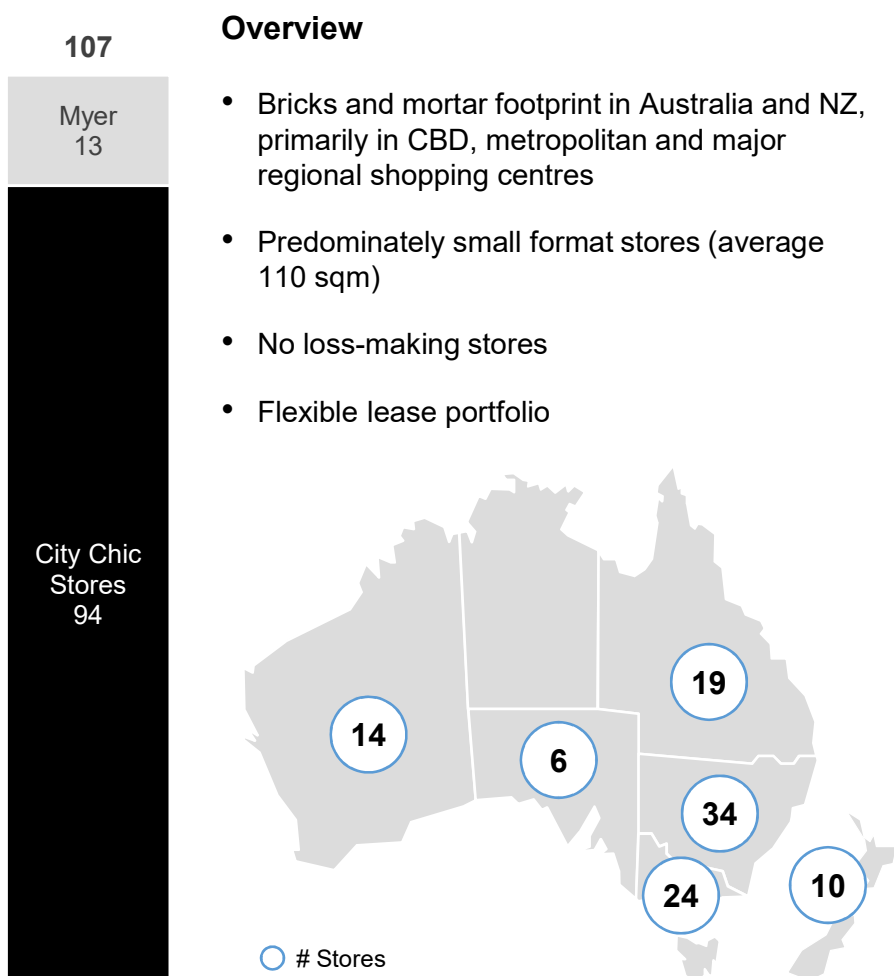 107
Myer
13
City Chic
Stores
94
Overview
• Bricks and mortar footprint in Australia and NZ,
primarily in CBD, metropolitan and major
regional shopping centres
• Predominately small format stores (average
110 sqm)
• No loss-making stores
• Flexible lease portfolio
19
14
6
34
24
10
# Stores